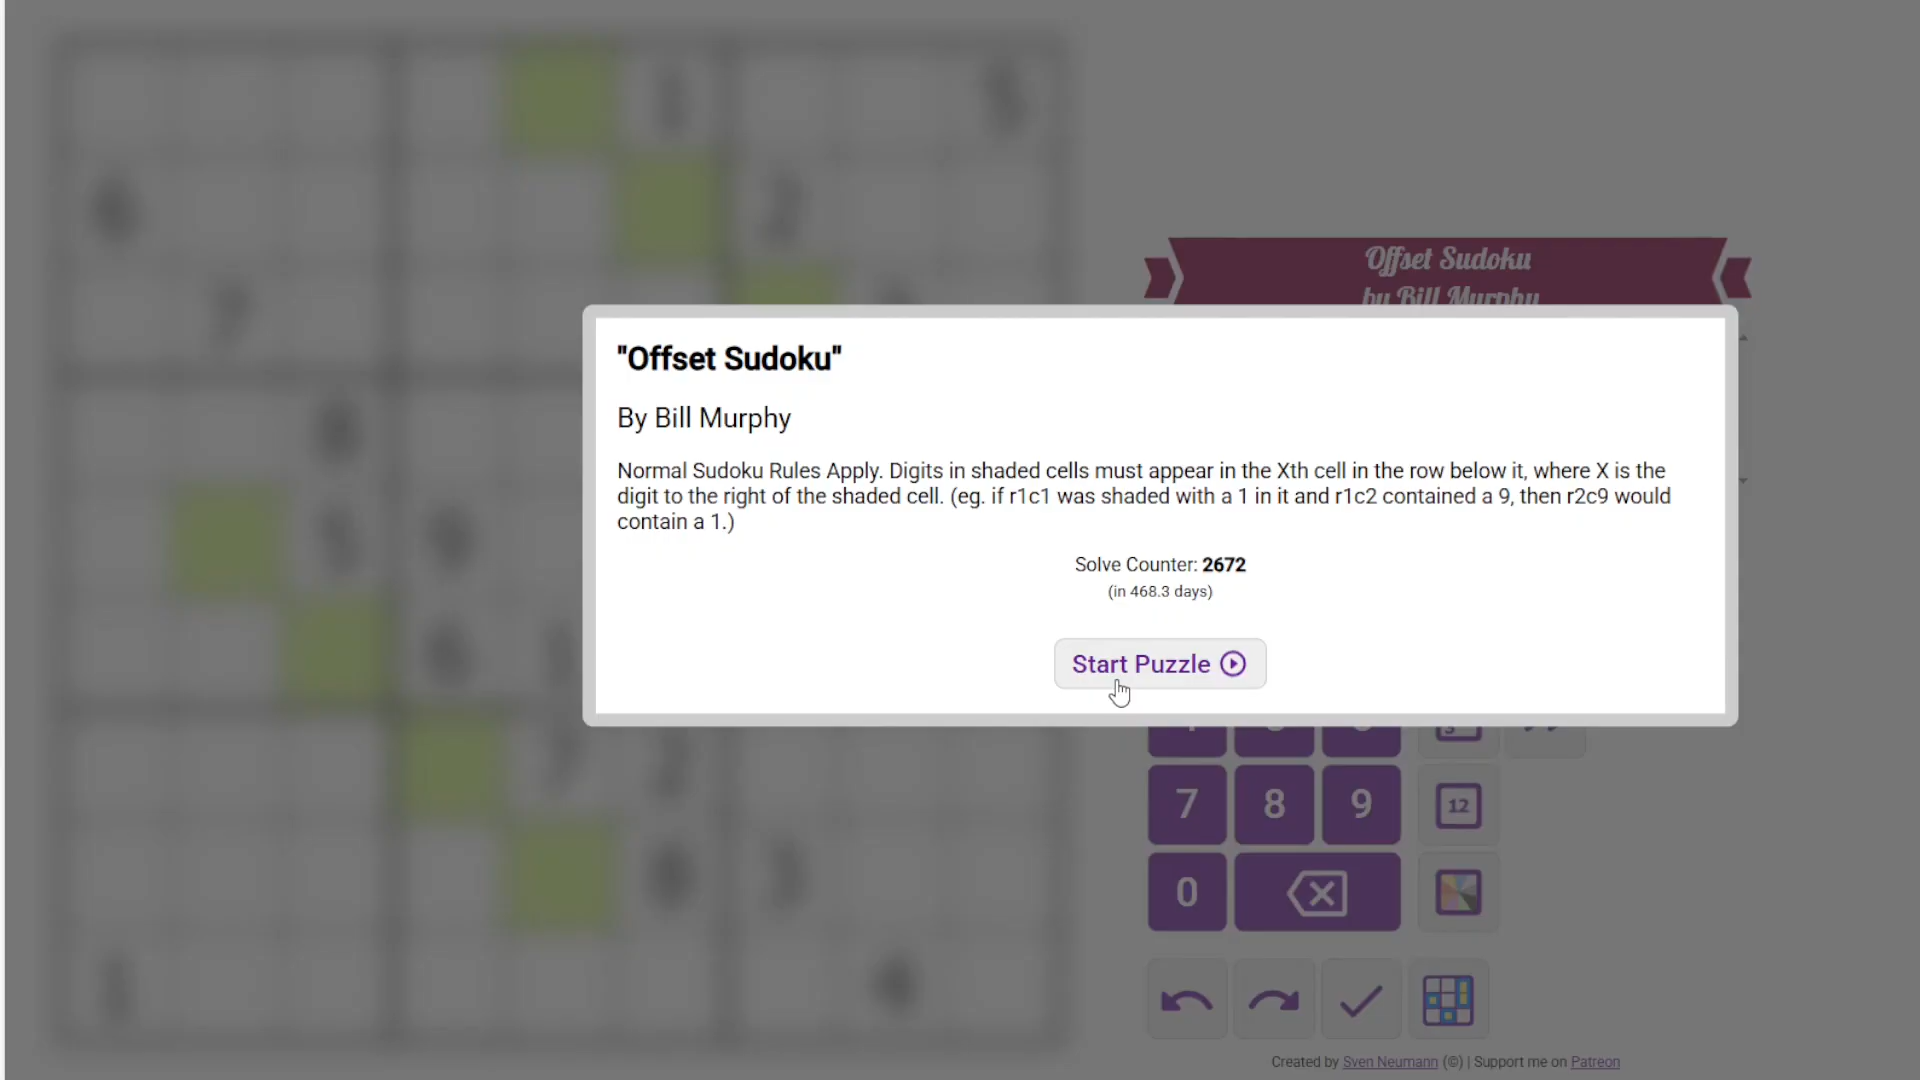 Offset Sudoku
by Bill Murphy
"Offset Sudoku"
By Bill Murphy
Normal Sudoku Rules Apply. Digits in shaded cells must appear in the Xth cell in the row below it, where X is the
digit to the right of the shaded cell. (eg. if r1c1 was shaded with a 1 in it and r1c2 contained a 9, then r2c9 would
contain a 1.)
Solve Counter: 2672
(in 468.3 days)
Start Puzzle
7 8 9 12
0
Created by Sven Neumann (©) | Support me on Patreon